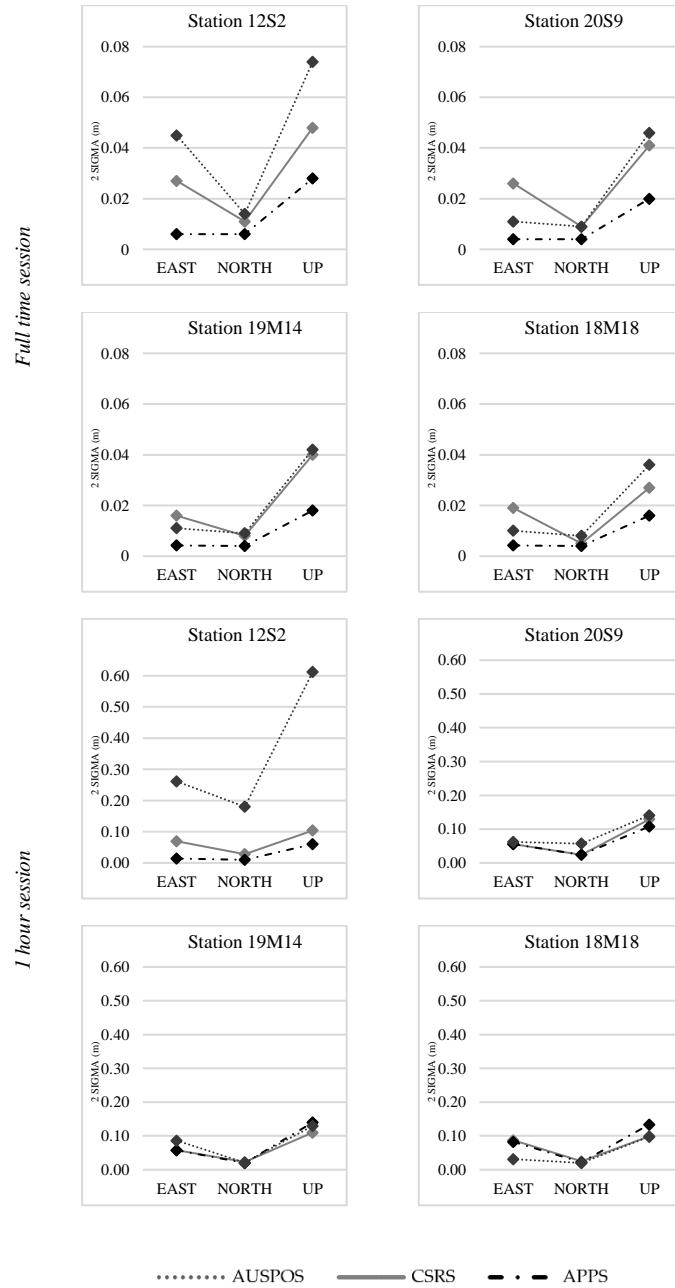 Full time session
Station 12S2
2 SIGMA (m)
0.08
0.06
0.04
0.02
0
EAST NORTH UP
Station 20S9
2 SIGMA (m)
0.08
0.06
0.04
0.02
0
EAST NORTH UP
Station 19M14
2 SIGMA (m)
0.08
0.06
0.04
0.02
0
EAST NORTH UP
Station 18M18
2 SIGMA (m)
0.08
0.06
0.04
0.02
0
EAST NORTH UP
1 hour session
Station 12S2
2 SIGMA (m)
0.60
0.50
0.40
0.30
0.20
0.10
0.00
EAST NORTH UP
Station 20S9
2 SIGMA (m)
0.60
0.50
0.40
0.30
0.20
0.10
0.00
EAST NORTH UP
Station 19M14
2 SIGMA (m)
0.60
0.50
0.40
0.30
0.20
0.10
0.00
EAST NORTH UP
Station 18M18
2 SIGMA (m)
0.60
0.50
0.40
0.30
0.20
0.10
0.00
EAST NORTH UP
AUSPOS CSRS APPS